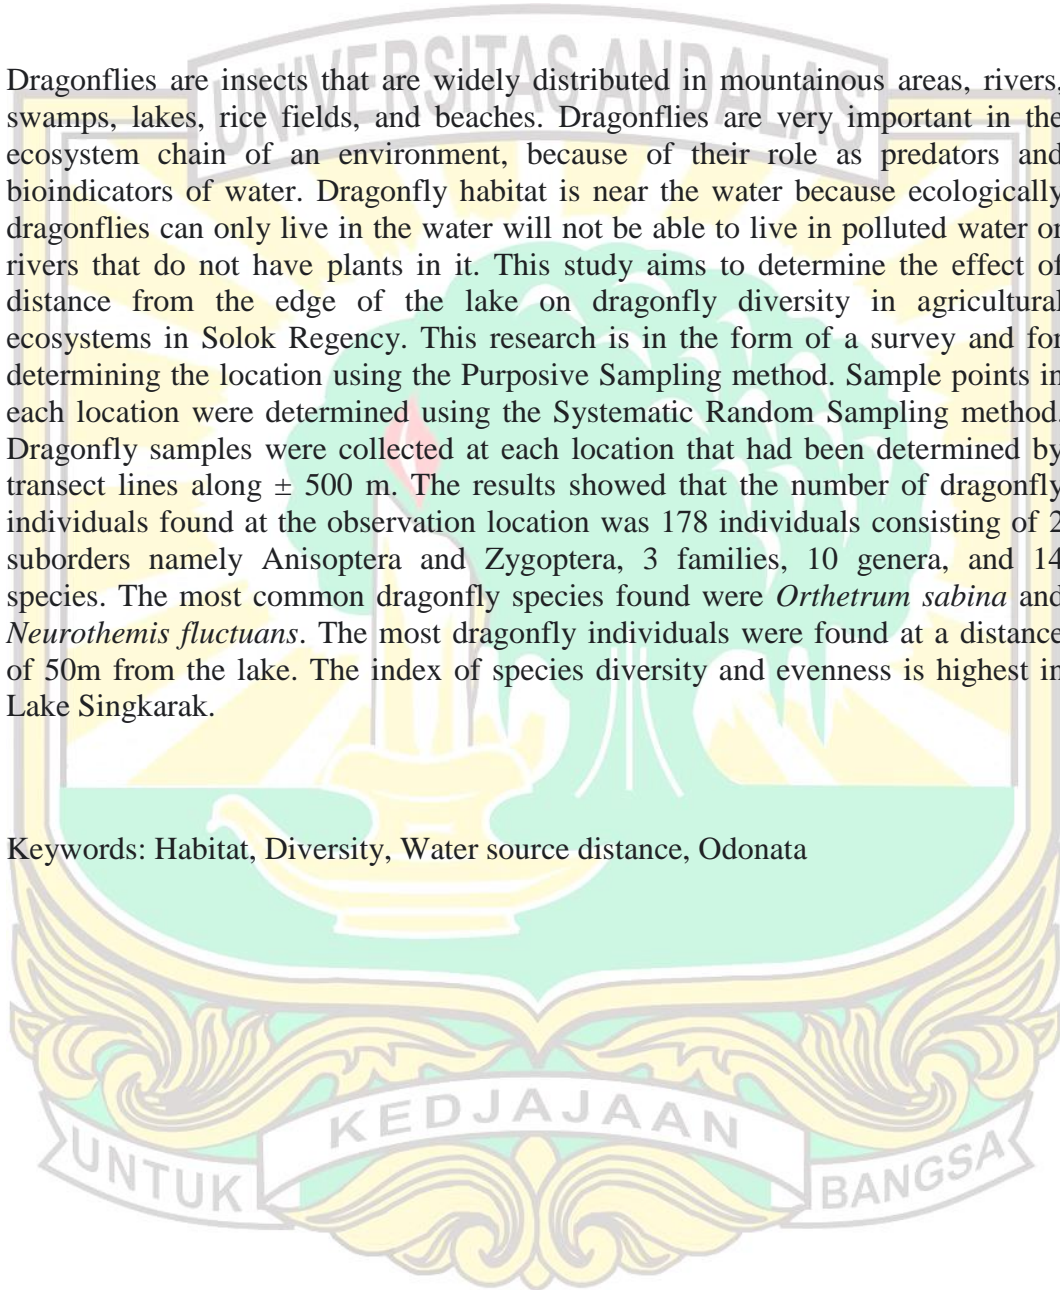 UNIVERSITAS ANDALAS
Dragonflies are insects that are widely distributed in mountainous areas, rivers,
swamps, lakes, rice fields, and beaches. Dragonflies are very important in the
ecosystem chain of an environment, because of their role as predators and
bioindicators of water. Dragonfly habitat is near the water because ecologically
dragonflies can only live in the water will not be able to live in polluted water or
rivers that do not have plants in it. This study aims to determine the effect of
distance from the edge of the lake on dragonfly diversity in agricultural
ecosystems in Solok Regency. This research is in the form of a survey and for
determining the location using the Purposive Sampling method. Sample points in
each location were determined using the Systematic Random Sampling method.
Dragonfly samples were collected at each location that had been determined by
transect lines along ± 500 m. The results showed that the number of dragonfly
individuals found at the observation location was 178 individuals consisting of 2
suborders namely Anisoptera and Zygoptera, 3 families, 10 genera, and 14
species. The most common dragonfly species found were Orthetrum sabina and
Neurothemis fluctuans. The most dragonfly individuals were found at a distance
of 50m from the lake. The index of species diversity and evenness is highest in
Lake Singkarak.
Keywords: Habitat, Diversity, Water source distance, Odonata
UNTUK KEDJAJAAN BANGSA